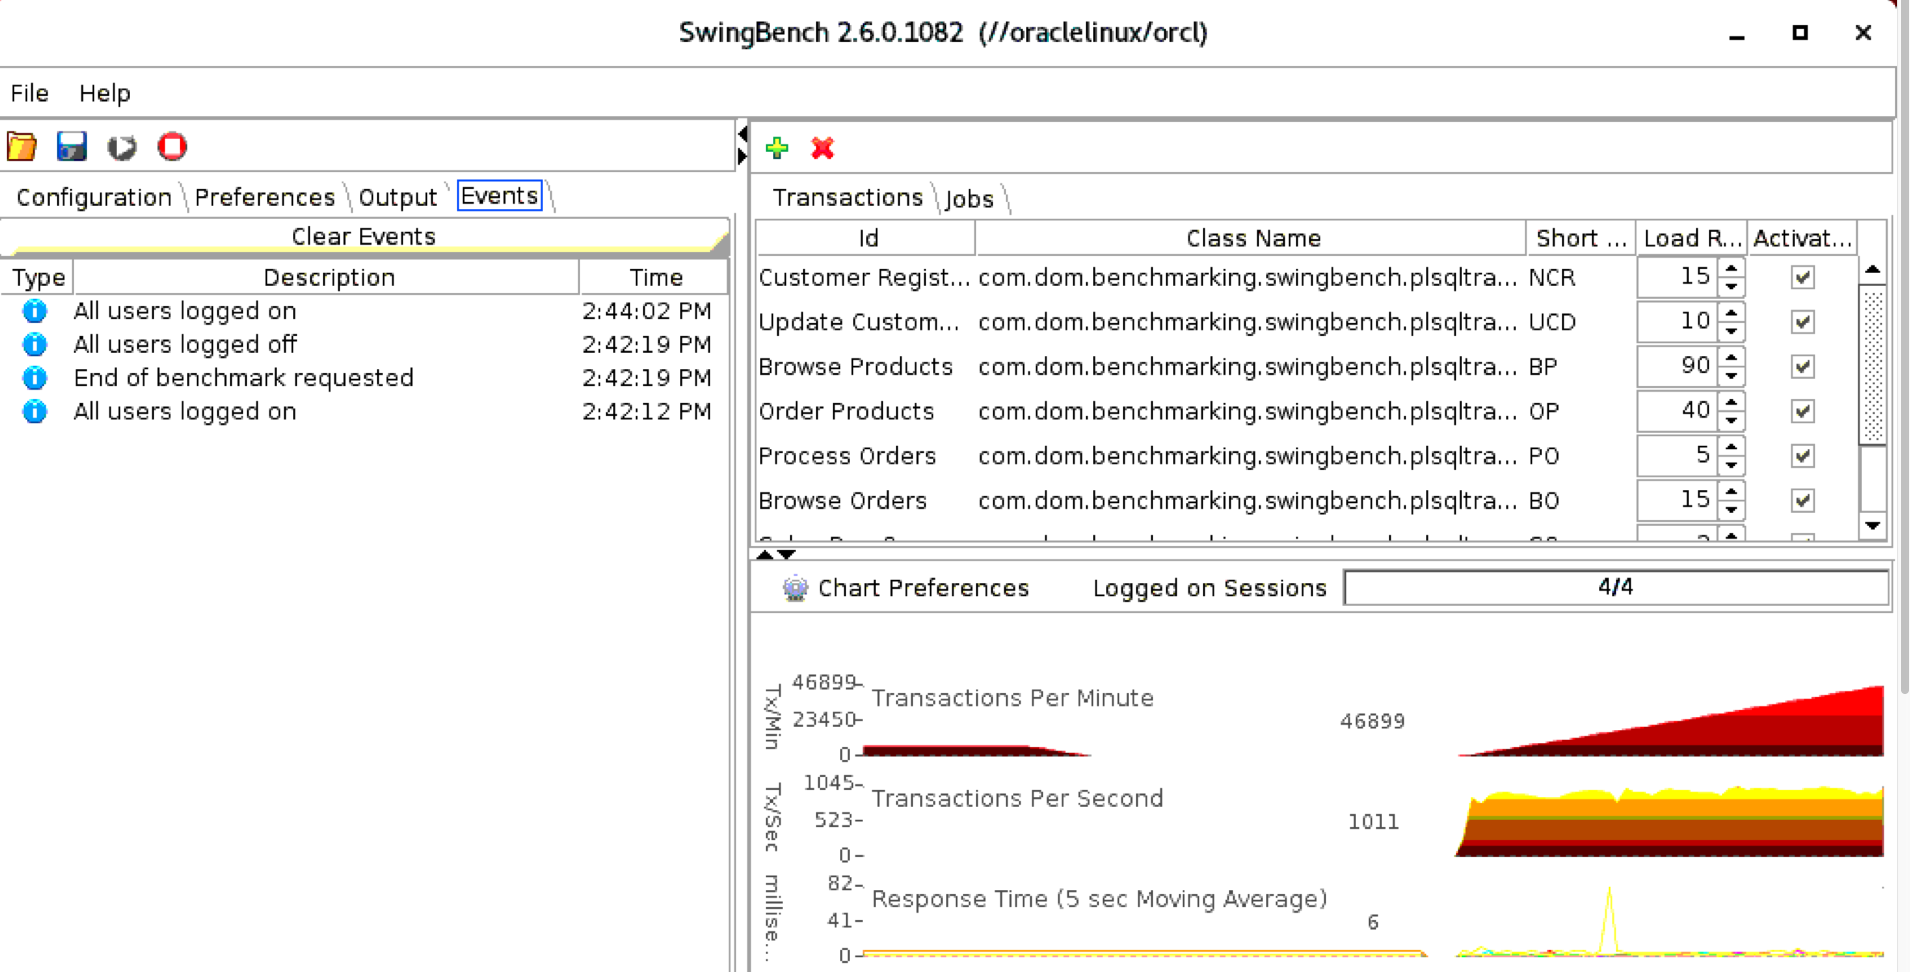 SwingBench 2.6.0.1082 (//oraclelinux/orcl)
File Help
Configuration Preferences Output Events
Clear Events
Type Description Time
All users logged on 2:44:02 PM
All users logged off 2:42:19 PM
End of benchmark requested 2:42:19 PM
All users logged on 2:42:12 PM
Transactions Jobs
Id Class Name Short ... Load R... Activat...
Customer Regist... com.dom.benchmarking.swingbench.plsqltra... NCR 15
Update Custom... com.dom.benchmarking.swingbench.plsqltra... UCD 10
Browse Products com.dom.benchmarking.swingbench.plsqltra... BP 90
Order Products com.dom.benchmarking.swingbench.plsqltra... OP 40
Process Orders com.dom.benchmarking.swingbench.plsqltra... PO 5
Browse Orders com.dom.benchmarking.swingbench.plsqltra... BO 15
Chart Preferences Logged on Sessions 4/4
Tx/Min
46899
23450
0
Transactions Per Minute
46899
Tx/Sec
1045
523
0
Transactions Per Second
1011
millise...
82
41
0
Response Time (5 sec Moving Average)
6